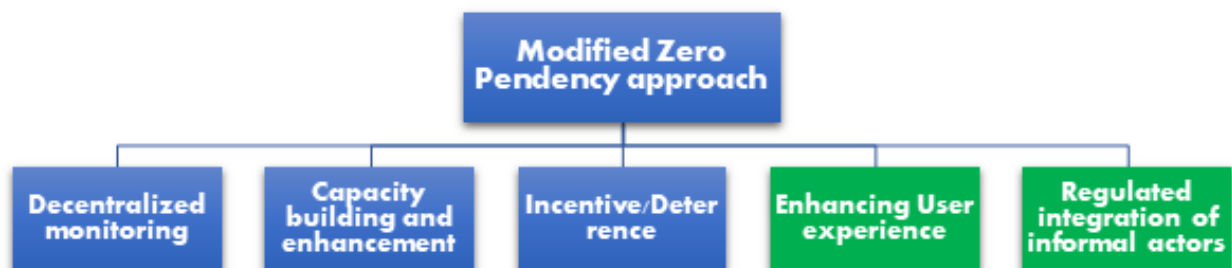 Modified Zero
Pendency approach
Decentralized
monitoring
Capacity
building and
enhancement
Incentive/Deter
rence
Enhancing User
experience
Regulated
integration of
informal actors